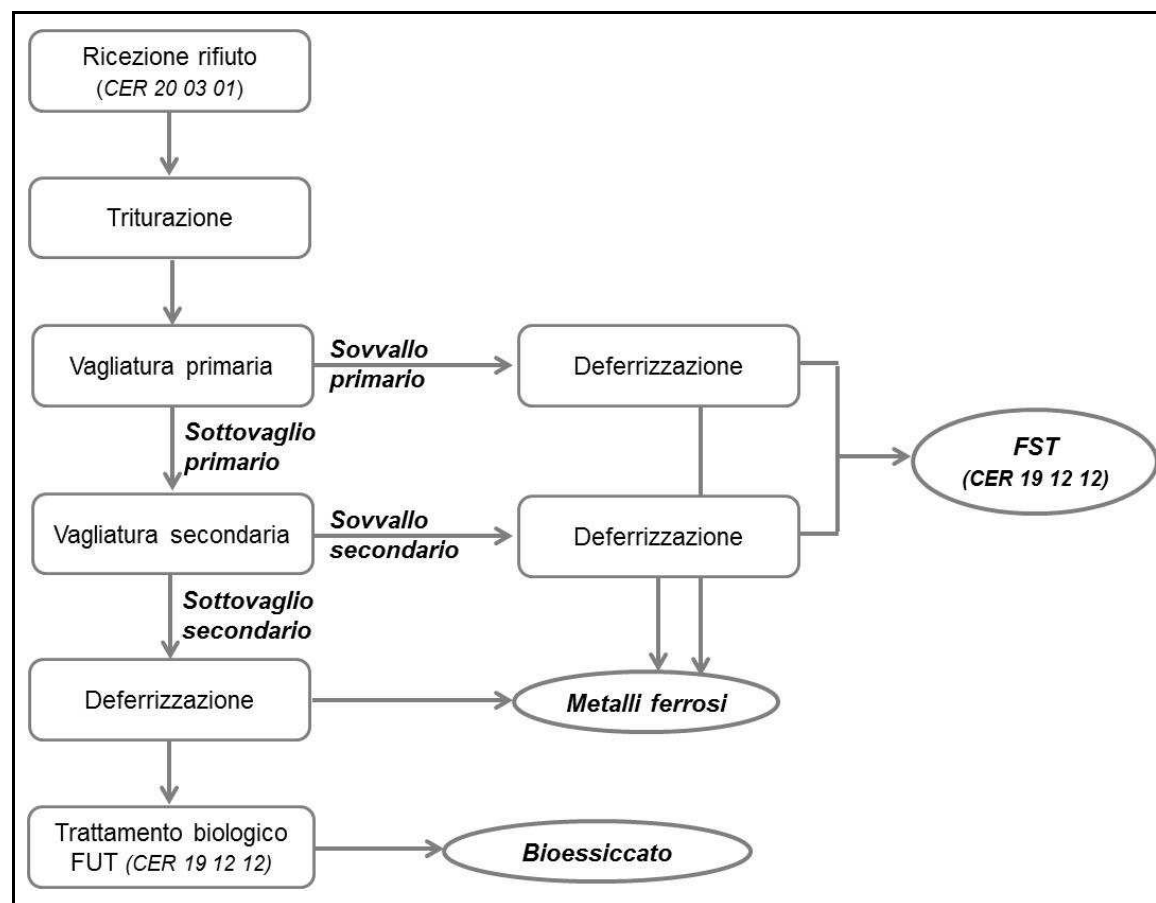 Ricezione rifiuto
(CER 20 03 01)
Triturazione
Vagliatura primaria
Sovvallo
primario
Deferrizzazione
Sottovaglio
primario
FST
(CER 19 12 12)
Vagliatura secondaria
Sovvallo
secondario
Deferrizzazione
Sottovaglio
secondario
Deferrizzazione
Metalli ferrosi
Trattamento biologico
FUT (CER 19 12 12)
Bioessiccato